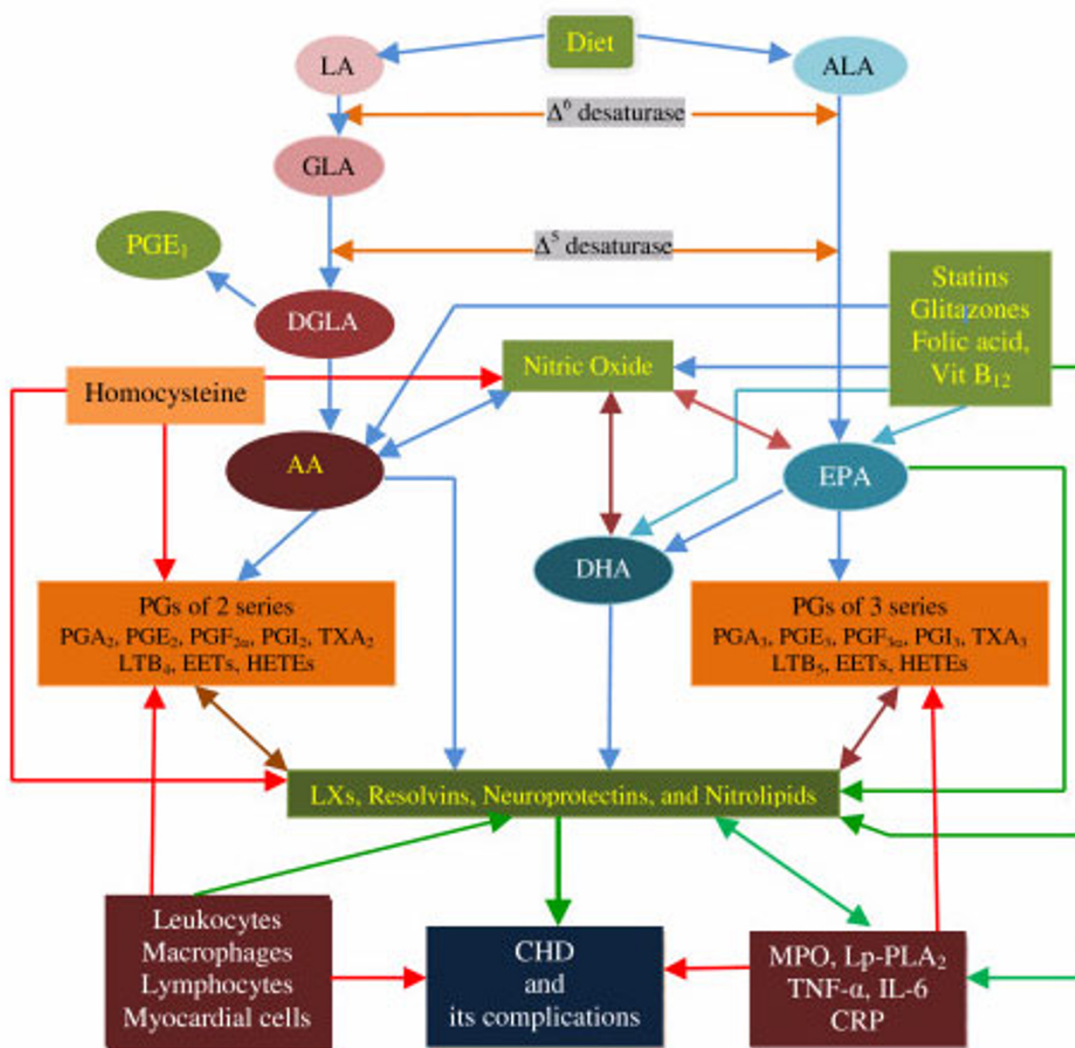 Diet
LA
ALA
Δ⁶ desaturase
GLA
PGE₁
Δ⁵ desaturase
Statins
Glitazones
Folic acid,
Vit B₁₂
DGLA
Nitric Oxide
Homocysteine
AA
EPA
DHA
PGs of 2 series
PGA₂, PGE₂, PGF₂α, PGI₂, TXA₂
LTB₄, EETs, HETEs
PGs of 3 series
PGA₃, PGE₃, PGF₃α, PGI₃, TXA₃
LTB₅, EETs, HETEs
LXs, Resolvins, Neuroprotectins, and Nitrolipids
Leukocytes
Macrophages
Lymphocytes
Myocardial cells
CHD
and
its complications
MPO, Lp-PLA₂
TNF-α, IL-6
CRP